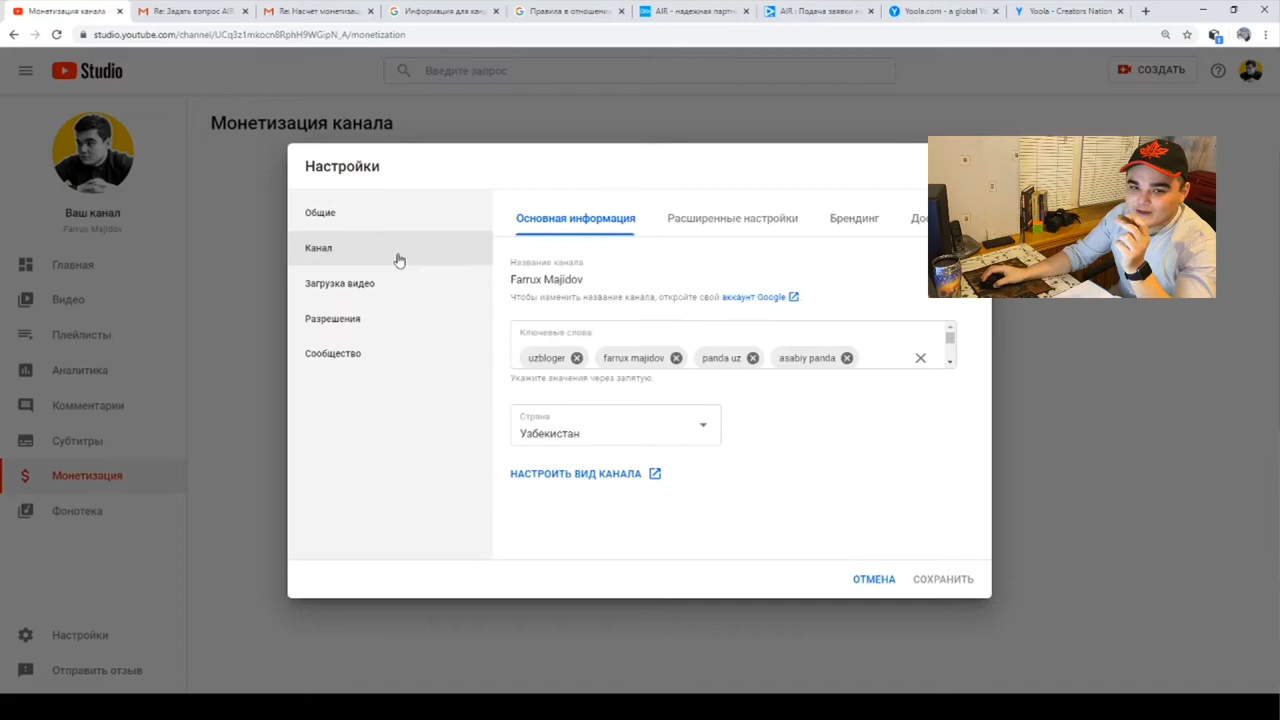 Монетизация канала
Re: Задать вопрос AIR
Re: Насчет монетизац
Информация для кан
Правила в отношени
AIR - надежная партн
AIR : Подача заявки н
Yoola.com - a global Y
Yoola - Creators Nation
studio.youtube.com/channel/UCq3z1mkocn8RphH9WGipN_A/monetization
Studio
Введите запрос
СОЗДАТЬ
Монетизация канала
Ваш канал
Farrux Majidov
Главная
Видео
Плейлисты
Аналитика
Комментарии
Субтитры
Монетизация
Фонотека
Настройки
Отправить отзыв
Настройки
Общие
Канал
Загрузка видео
Разрешения
Сообщество
Основная информация
Расширенные настройки
Брендинг
До
Название канала
Farrux Majidov
Чтобы изменить название канала, откройте свой аккаунт Google.
Ключевые слова
uzbloger
farrux majidov
panda uz
asabiy panda
Укажите значения через запятую.
Страна
Узбекистан
НАСТРОИТЬ ВИД КАНАЛА
ОТМЕНА
СОХРАНИТЬ